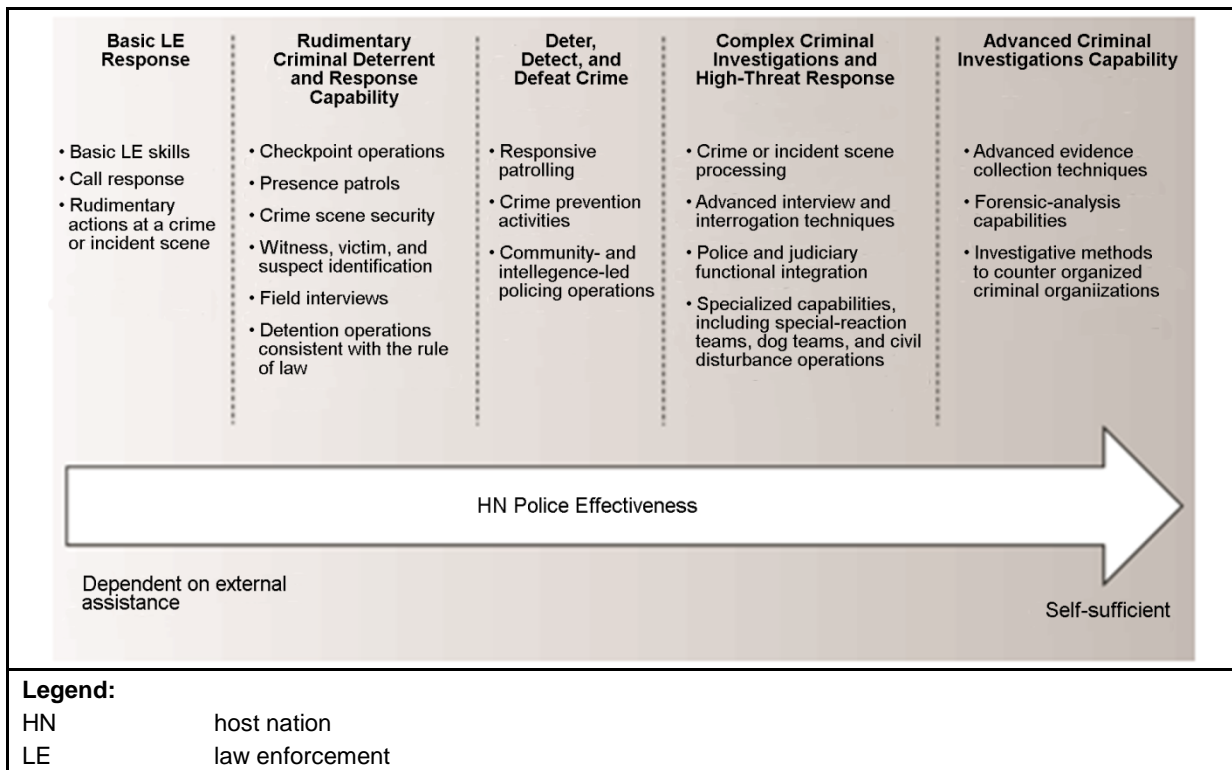 Basic LE
Response
Rudimentary
Criminal Deterrent
and Response
Capability
Deter,
Detect, and
Defeat Crime
Complex Criminal
Investigations and
High-Threat Response
Advanced Criminal
Investigations Capability
• Basic LE skills
• Call response
• Rudimentary
actions at a crime
or incident scene
• Checkpoint operations
• Presence patrols
• Crime scene security
• Witness, victim, and
suspect identification
• Field interviews
• Detention operations
consistent with the rule
of law
• Responsive
patrolling
• Crime prevention
activities
• Community- and
intellegence-led
policing operations
• Crime or incident scene
processing
• Advanced interview and
interrogation techniques
• Police and judiciary
functional integration
• Specialized capabilities,
including special-reaction
teams, dog teams, and civil
disturbance operations
• Advanced evidence
collection techniques
• Forensic-analysis
capabilities
• Investigative methods
to counter organized
criminal organiizations
HN Police Effectiveness
Dependent on external
assistance
Self-sufficient
Legend:
HN host nation
LE law enforcement